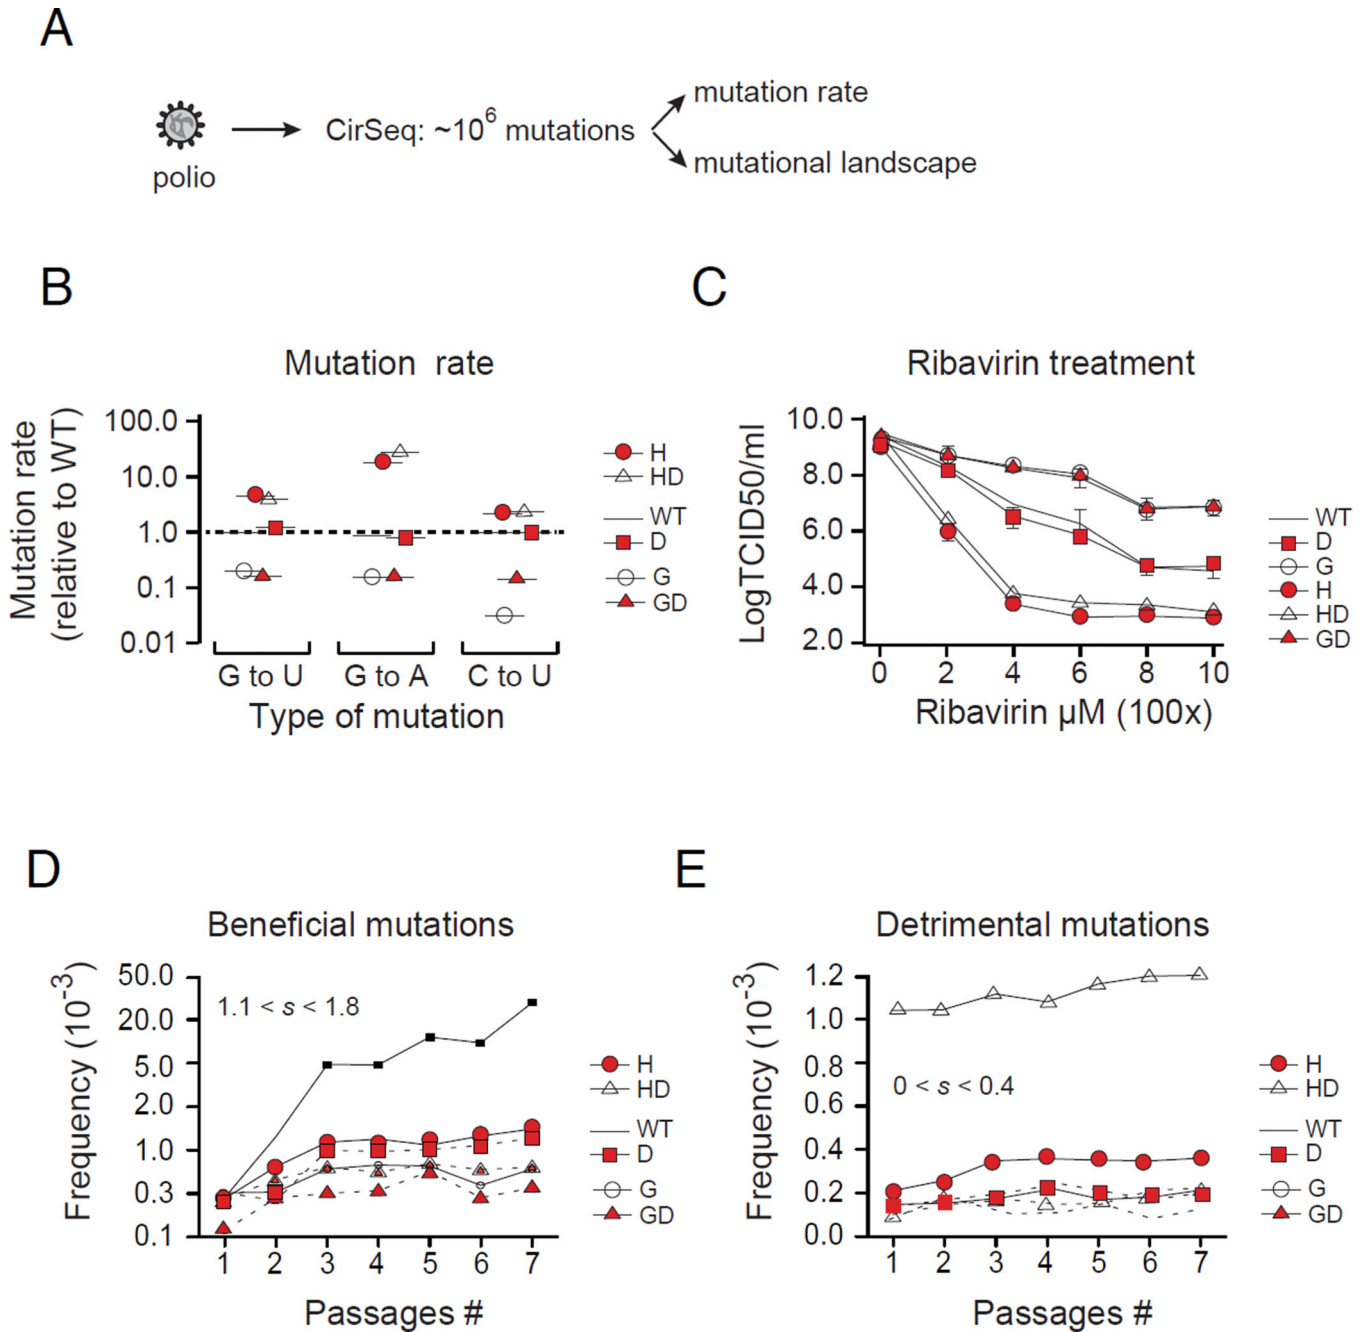 A
polio
CirSeq: ~10⁶ mutations
mutation rate
mutational landscape
B
Mutation rate
Mutation rate
(relative to WT)
100.0
10.0
1.0
0.1
0.01
G to U
G to A
C to U
Type of mutation
H
HD
WT
D
G
GD
C
Ribavirin treatment
LogTCID50/ml
10.0
8.0
6.0
4.0
2.0
0 2 4 6 8 10
Ribavirin µM (100x)
WT
D
G
H
HD
GD
D
Beneficial mutations
Frequency (10⁻³)
50.0
20.0
5.0
2.0
1.0
0.3
0.1
1.1 < s < 1.8
1 2 3 4 5 6 7
Passages #
H
HD
WT
D
G
GD
E
Detrimental mutations
Frequency (10⁻³)
1.2
1.0
0.8
0.6
0.4
0.2
0.0
0 < s < 0.4
1 2 3 4 5 6 7
Passages #
H
HD
WT
D
G
GD